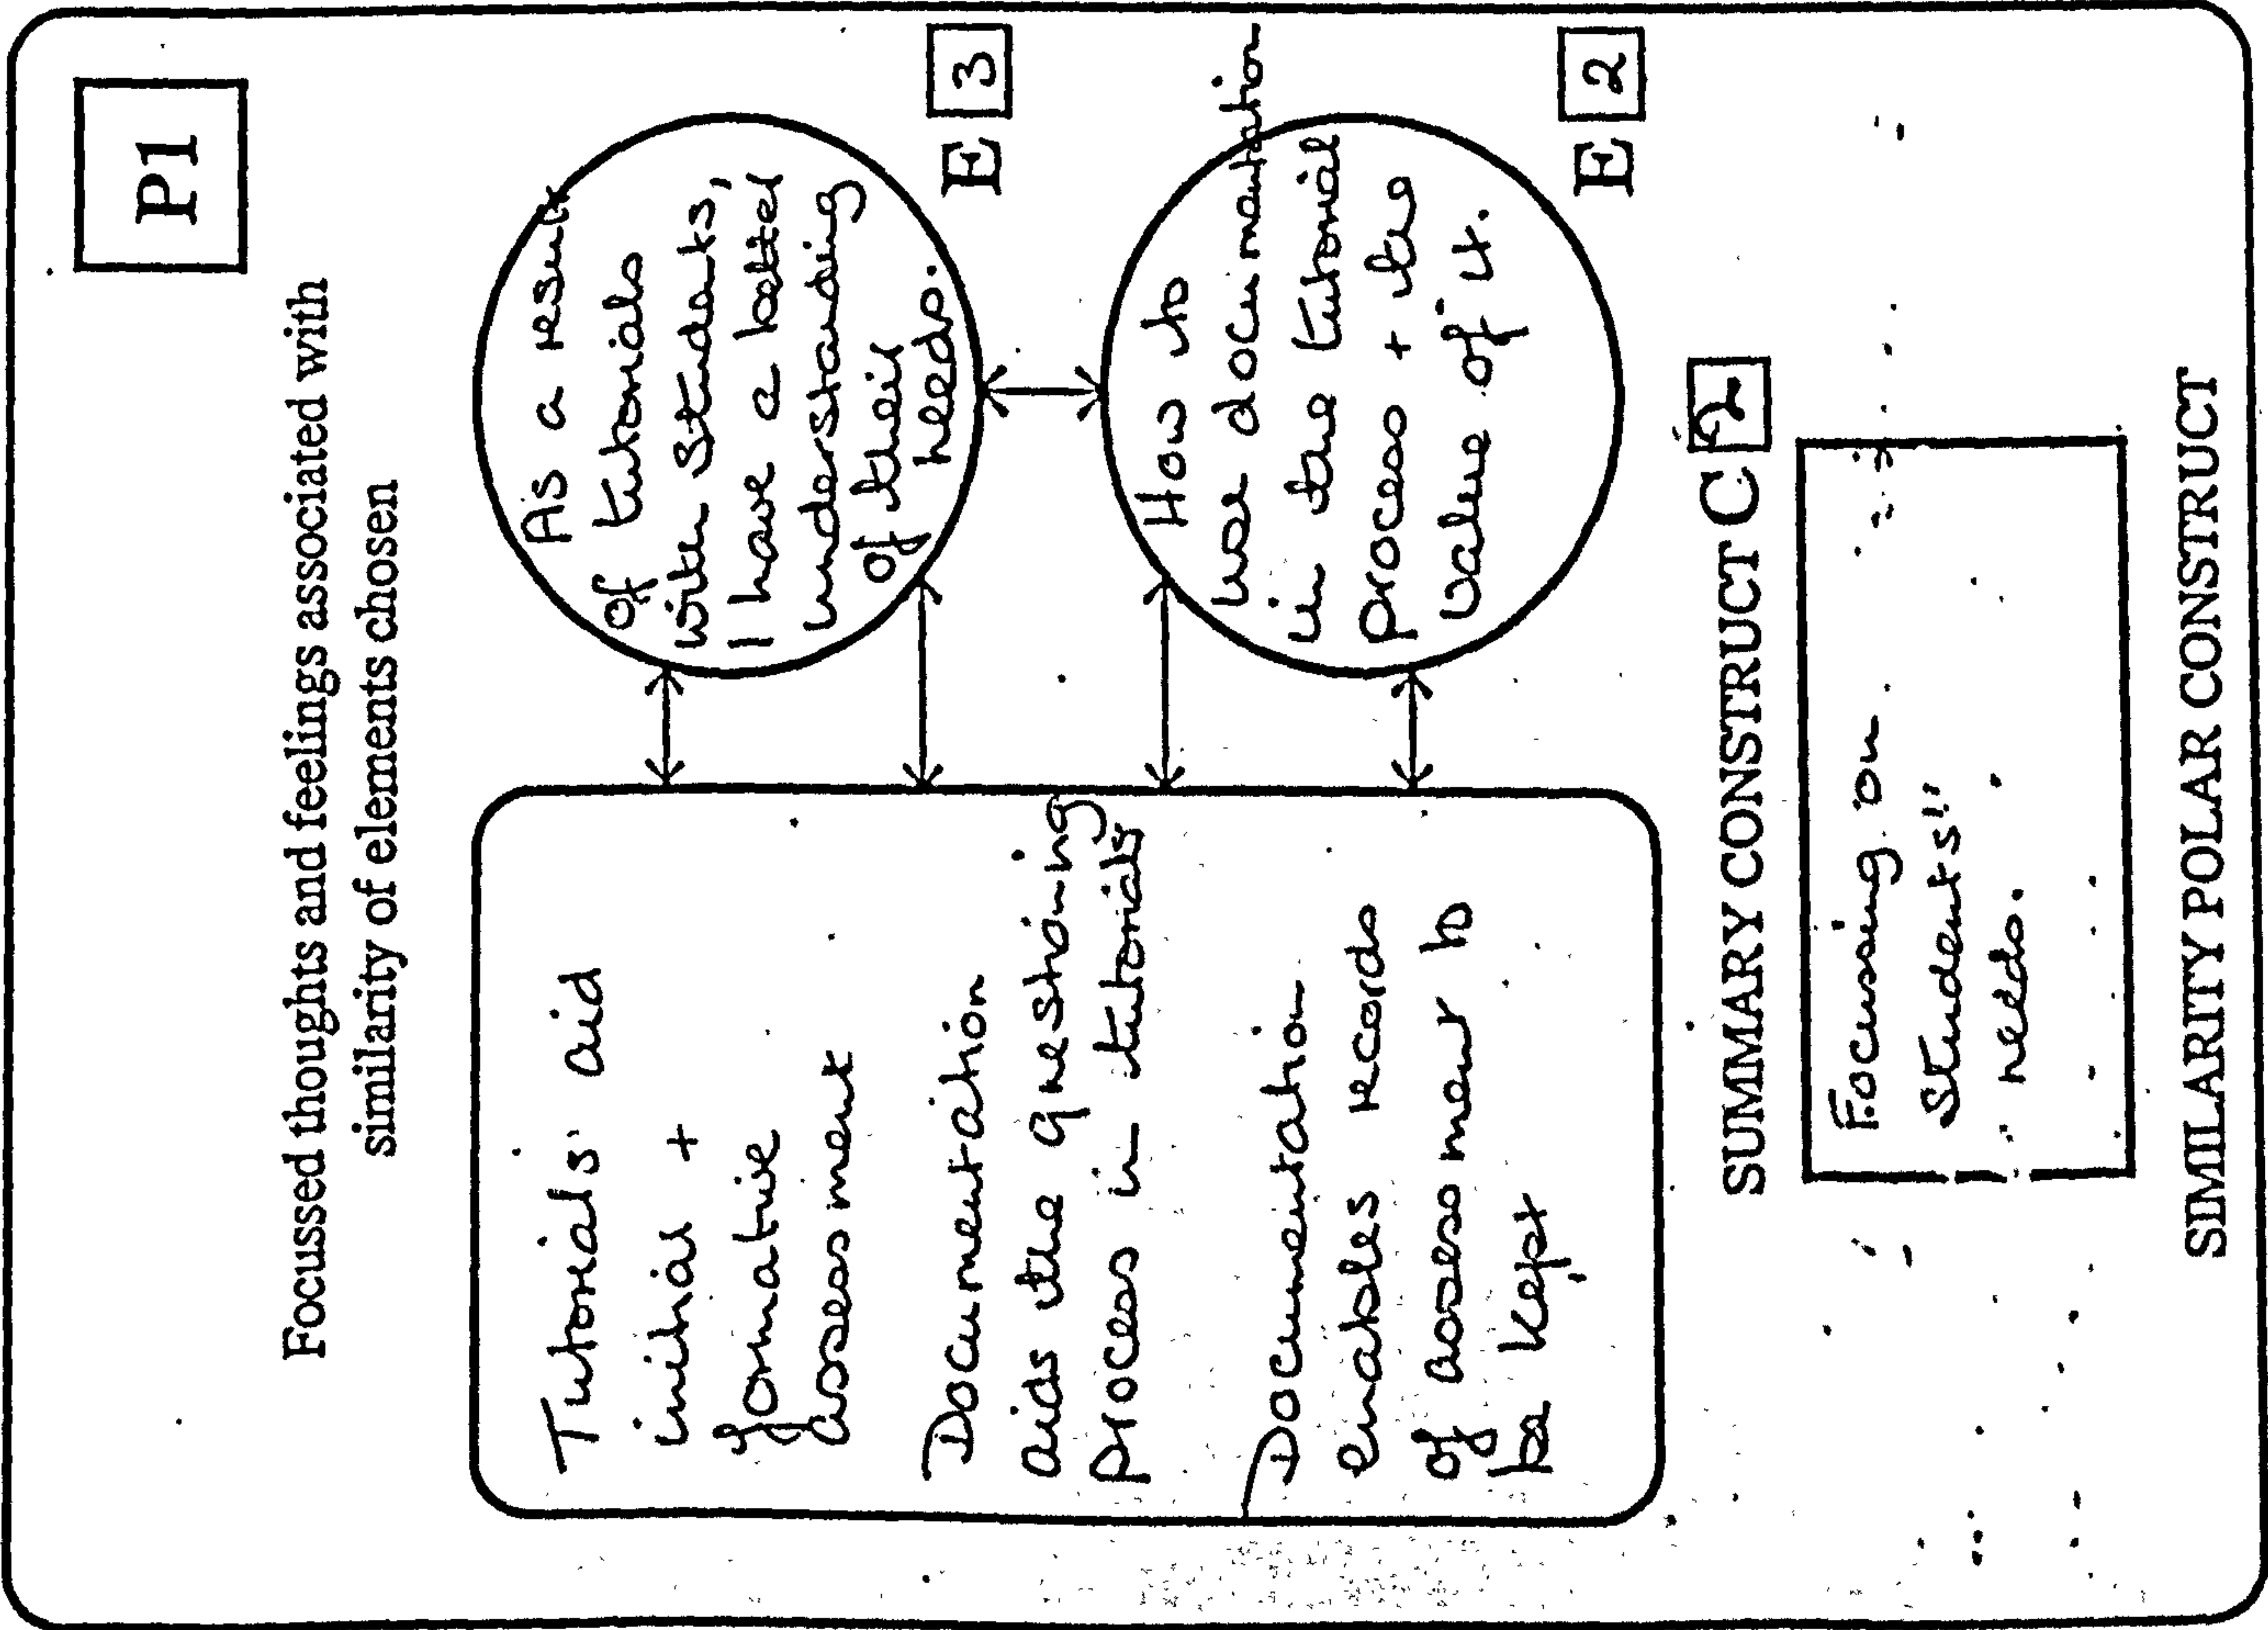 P1
Focussed thoughts and feelings associated with
similarity of elements chosen
Tutorials aid
initial +
formative
assessment
Documentation
aids the questioning
process in tutorials
Documentation
enables records
of assessment to
be kept
As a result
of tutorials
with students,
I have a better
understanding
of their
needs.
E 3
How to
use documentation
in the tutorial
process + the
value of it.
E 2
SUMMARY CONSTRUCT C 2
Focussing on
students'
needs.
SIMILARITY POLAR CONSTRUCT